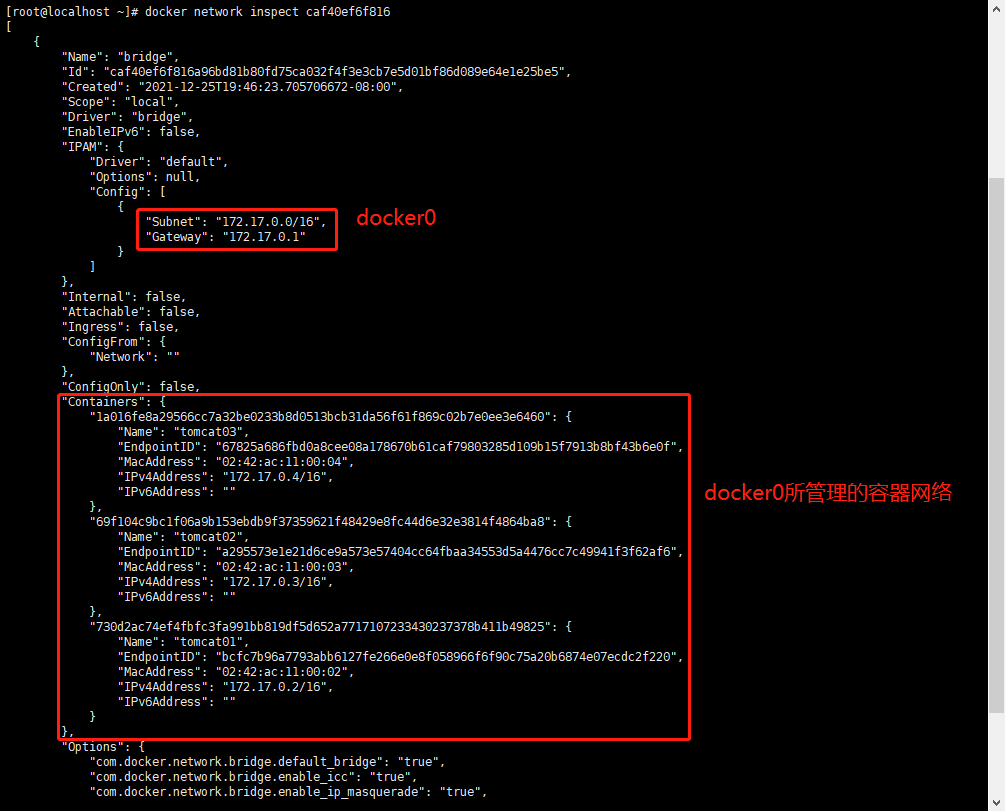 [root@localhost ~]# docker network inspect caf40ef6f816
[
    {
        "Name": "bridge",
        "Id": "caf40ef6f816a96bd81b80fd75ca032f4f3e3cb7e5d01bf86d089e64e1e25be5",
        "Created": "2021-12-25T19:46:23.705706672-08:00",
        "Scope": "local",
        "Driver": "bridge",
        "EnableIPv6": false,
        "IPAM": {
            "Driver": "default",
            "Options": null,
            "Config": [
                {
                    "Subnet": "172.17.0.0/16",
docker0
                    "Gateway": "172.17.0.1"
                }
            ]
        },
        "Internal": false,
        "Attachable": false,
        "Ingress": false,
        "ConfigFrom": {
            "Network": ""
        },
        "ConfigOnly": false,
        "Containers": {
            "1a016fe8a29566cc7a32be0233b8d0513bcb31da56f61f869c02b7e0ee3e6460": {
                "Name": "tomcat03",
                "EndpointID": "67825a686fbd0a8cee08a178670b61caf79803285d109b15f7913b8bf43b6e0f",
                "MacAddress": "02:42:ac:11:00:04",
                "IPv4Address": "172.17.0.4/16",
                "IPv6Address": ""
docker0所管理的容器网络
            },
            "69f104c9bc1f06a9b153ebdb9f37359621f48429e8fc44d6e32e3814f4864ba8": {
                "Name": "tomcat02",
                "EndpointID": "a295573e1e21d6ce9a573e57404cc64fbaa34553d5a4476cc7c49941f3f62af6",
                "MacAddress": "02:42:ac:11:00:03",
                "IPv4Address": "172.17.0.3/16",
                "IPv6Address": ""
            },
            "730d2ac74ef4fbfc3fa991bb819df5d652a7717107233430237378b411b49825": {
                "Name": "tomcat01",
                "EndpointID": "bcfc7b96a7793abb6127fe266e0e8f058966f6f90c75a20b6874e07ecdc2f220",
                "MacAddress": "02:42:ac:11:00:02",
                "IPv4Address": "172.17.0.2/16",
                "IPv6Address": ""
            }
        },
        "Options": {
            "com.docker.network.bridge.default_bridge": "true",
            "com.docker.network.bridge.enable_icc": "true",
            "com.docker.network.bridge.enable_ip_masquerade": "true",